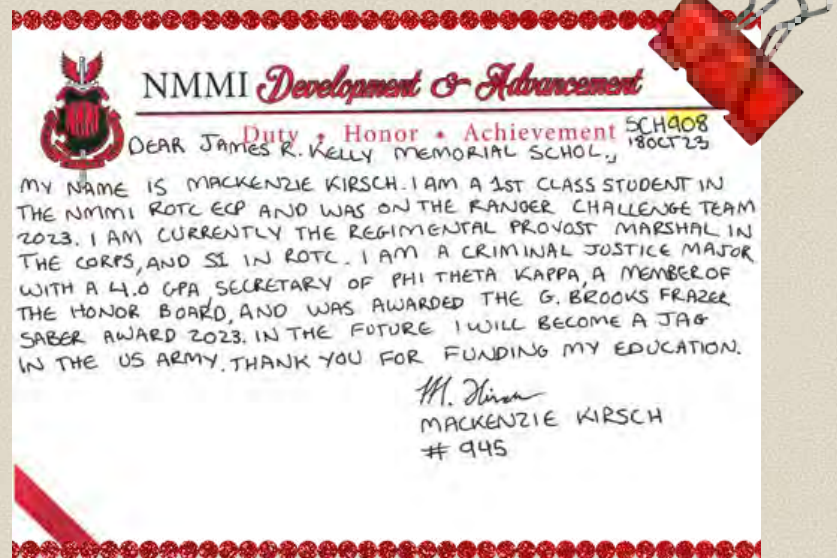 NMMI Development & Advancement
Duty • Honor • Achievement
SCH908
DEAR JAMES R. KELLY MEMORIAL SCHOL., 18OCT23
MY NAME IS MACKENZIE KIRSCH. I AM A 1ST CLASS STUDENT IN
THE NMMI ROTC ECP AND WAS ON THE RANGER CHALLENGE TEAM
2023. I AM CURRENTLY THE REGIMENTAL PROVOST MARSHAL IN
THE CORPS, AND S1 IN ROTC. I AM A CRIMINAL JUSTICE MAJOR
WITH A 4.0 GPA, SECRETARY OF PHI THETA KAPPA, A MEMBER OF
THE HONOR BOARD, AND WAS AWARDED THE G. BROOKS FRAZER
SABER AWARD 2023. IN THE FUTURE I WILL BECOME A JAG
IN THE US ARMY. THANK YOU FOR FUNDING MY EDUCATION.
M. Kirsch
MACKENZIE KIRSCH
# 945